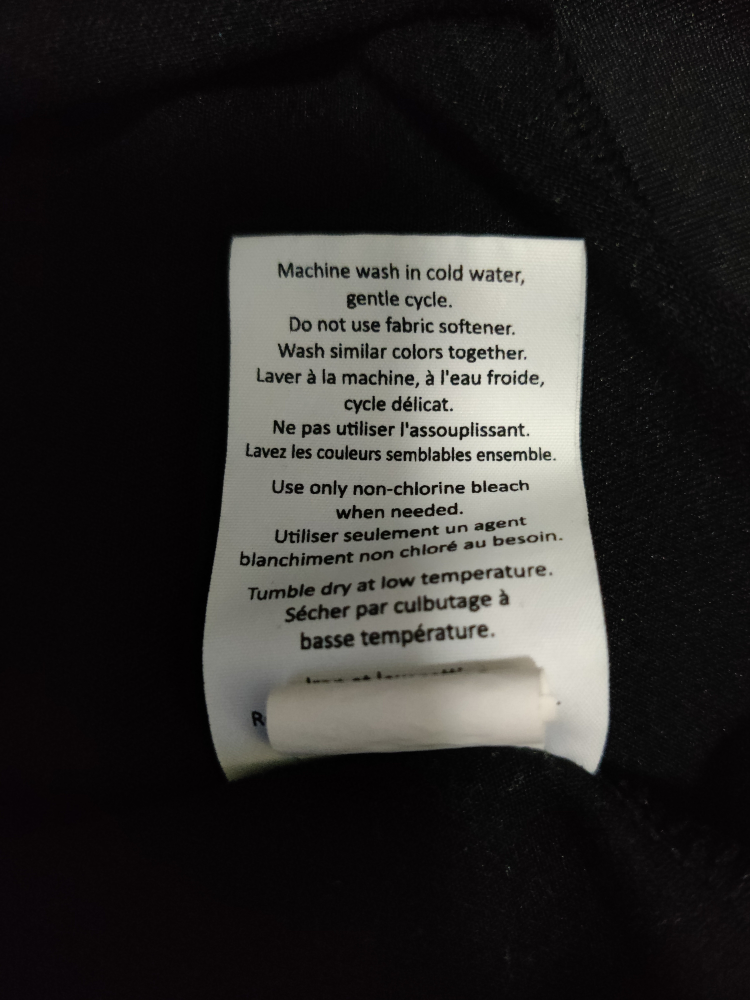 Machine wash in cold water,
gentle cycle.
Do not use fabric softener.
Wash similar colors together.
Laver à la machine, à l'eau froide,
cycle délicat.
Ne pas utiliser l'assouplissant.
Lavez les couleurs semblables ensemble.
Use only non-chlorine bleach
when needed.
Utiliser seulement un agent
blanchiment non chloré au besoin.
Tumble dry at low temperature.
Sécher par culbutage à
basse température.